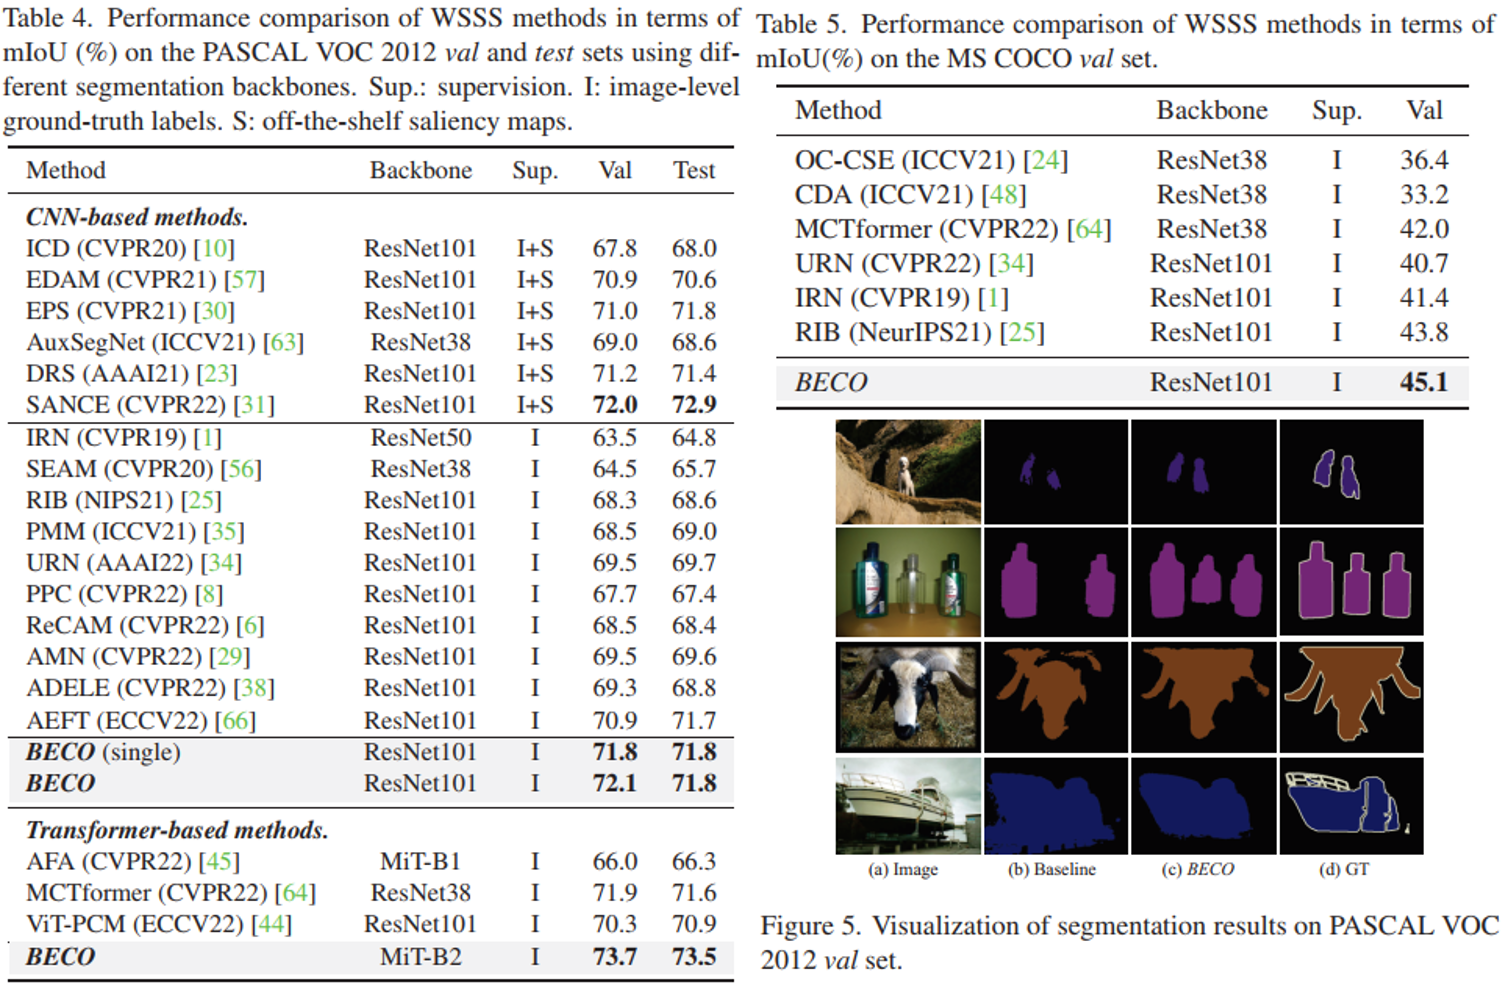 Table 4. Performance comparison of WSSS methods in terms of
mIoU (%) on the PASCAL VOC 2012 val and test sets using dif-
ferent segmentation backbones. Sup.: supervision. I: image-level
ground-truth labels. S: off-the-shelf saliency maps.
Method Backbone Sup. Val Test
CNN-based methods.
ICD (CVPR20) [10] ResNet101 I+S 67.8 68.0
EDAM (CVPR21) [57] ResNet101 I+S 70.9 70.6
EPS (CVPR21) [30] ResNet101 I+S 71.0 71.8
AuxSegNet (ICCV21) [63] ResNet38 I+S 69.0 68.6
DRS (AAAI21) [23] ResNet101 I+S 71.2 71.4
SANCE (CVPR22) [31] ResNet101 I+S 72.0 72.9
IRN (CVPR19) [1] ResNet50 I 63.5 64.8
SEAM (CVPR20) [56] ResNet38 I 64.5 65.7
RIB (NIPS21) [25] ResNet101 I 68.3 68.6
PMM (ICCV21) [35] ResNet101 I 68.5 69.0
URN (AAAI22) [34] ResNet101 I 69.5 69.7
PPC (CVPR22) [8] ResNet101 I 67.7 67.4
ReCAM (CVPR22) [6] ResNet101 I 68.5 68.4
AMN (CVPR22) [29] ResNet101 I 69.5 69.6
ADELE (CVPR22) [38] ResNet101 I 69.3 68.8
AEFT (ECCV22) [66] ResNet101 I 70.9 71.7
BECO (single) ResNet101 I 71.8 71.8
BECO ResNet101 I 72.1 71.8
Transformer-based methods.
AFA (CVPR22) [45] MiT-B1 I 66.0 66.3
MCTformer (CVPR22) [64] ResNet38 I 71.9 71.6
ViT-PCM (ECCV22) [44] ResNet101 I 70.3 70.9
BECO MiT-B2 I 73.7 73.5
Table 5. Performance comparison of WSSS methods in terms of
mIoU(%) on the MS COCO val set.
Method Backbone Sup. Val
OC-CSE (ICCV21) [24] ResNet38 I 36.4
CDA (ICCV21) [48] ResNet38 I 33.2
MCTformer (CVPR22) [64] ResNet38 I 42.0
URN (CVPR22) [34] ResNet101 I 40.7
IRN (CVPR19) [1] ResNet101 I 41.4
RIB (NeurIPS21) [25] ResNet101 I 43.8
BECO ResNet101 I 45.1
(a) Image (b) Baseline (c) BECO (d) GT
Figure 5. Visualization of segmentation results on PASCAL VOC
2012 val set.